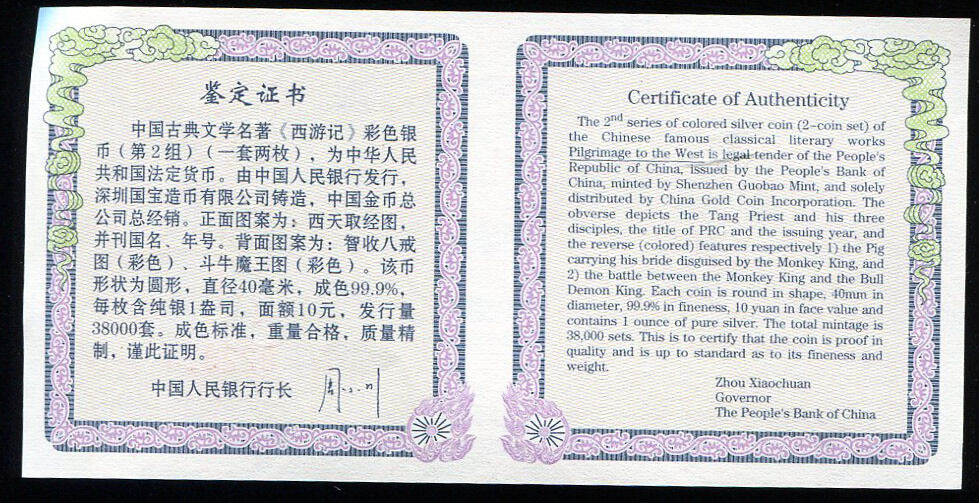 鉴定证书
中国古典文学名著《西游记》彩色银
币(第2组)(一套两枚),为中华人民
共和国法定货币。由中国人民银行发行,
深圳国宝造币有限公司铸造,中国金币总
公司总经销。正面图案为:西天取经图,
并刊国名、年号。背面图案为:智收八戒
图(彩色)、斗牛魔王图(彩色)。该币
形状为圆形,直径40毫米,成色99.9%,
每枚含纯银1盎司,面额10元,发行量
38000套。成色标准,重量合格,质量精
制,谨此证明。
中国人民银行行长 周小川
Certificate of Authenticity
The 2nd series of colored silver coin (2-coin set) of
the Chinese famous classical literary works
Pilgrimage to the West is legal tender of the People's
Republic of China, issued by the People's Bank of
China, minted by Shenzhen Guobao Mint, and solely
distributed by China Gold Coin Incorporation. The
obverse depicts the Tang Priest and his three
disciples, the title of PRC and the issuing year, and
the reverse (colored) features respectively 1) the Pig
carrying his bride disguised by the Monkey King, and
2) the battle between the Monkey King and the Bull
Demon King. Each coin is round in shape, 40mm in
diameter, 99.9% in fineness, 10 yuan in face value and
contains 1 ounce of pure silver. The total mintage is
38,000 sets. This is to certify that the coin is proof in
quality and is up to standard as to its fineness and
weight.
Zhou Xiaochuan
Governor
The People's Bank of China